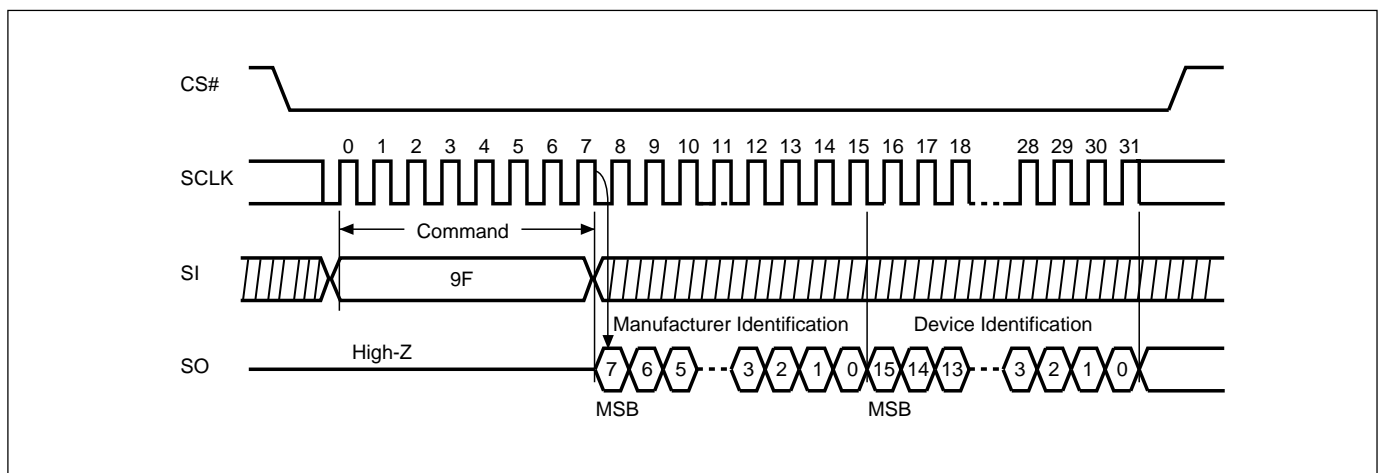 CS#
0 1 2 3 4 5 6 7 8 9 10 11 12 13 14 15 16 17 18 28 29 30 31
SCLK
Command
SI
9F
Manufacturer Identification Device Identification
High-Z
SO
7 6 5 3 2 1 0 15 14 13 3 2 1 0
MSB MSB